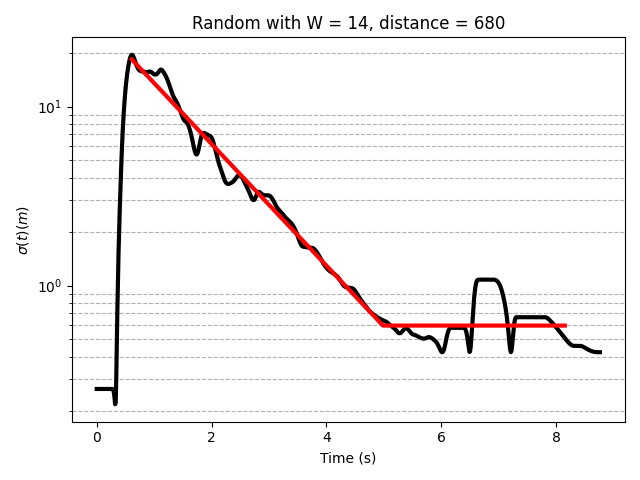 Random with W = 14, distance = 680
σ(t)(m)
10¹
10⁰
0 2 4 6 8
Time (s)